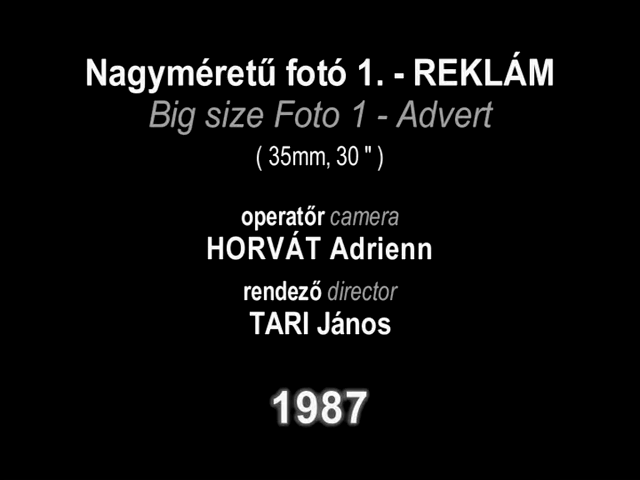 Nagyméretű fotó 1. - REKLÁM
Big size Foto 1 - Advert
( 35mm, 30 " )
operatőr camera
HORVÁT Adrienn
rendező director
TARI János
1987